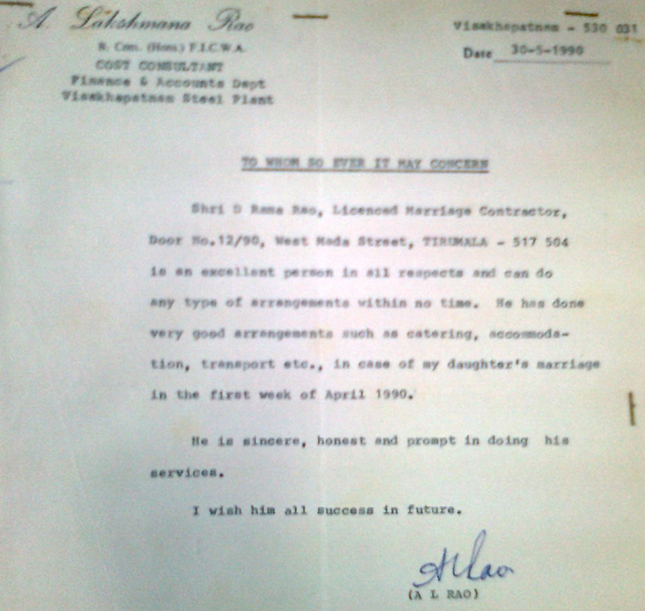 A. Lakshmana Rao
B. Com. (Hons) F.I.C.W.A.
COST CONSULTANT
Finance & Accounts Dept
Visakhapatnam Steel Plant
Visakhapatnam - 530 031
Date 30-5-1990
TO WHOM SO EVER IT MAY CONCERN
Shri D Rama Rao, Licenced Marriage Contractor,
Door No.12/90, West Mada Street, TIRUMALA - 517 504
is an excellent person in all respects and can do
any type of arrangements within no time. He has done
very good arrangements such as catering, accommoda-
tion, transport etc., in case of my daughter's marriage
in the first week of April 1990.
He is sincere, honest and prompt in doing his
services.
I wish him all success in future.
A L Rao
(A L RAO)